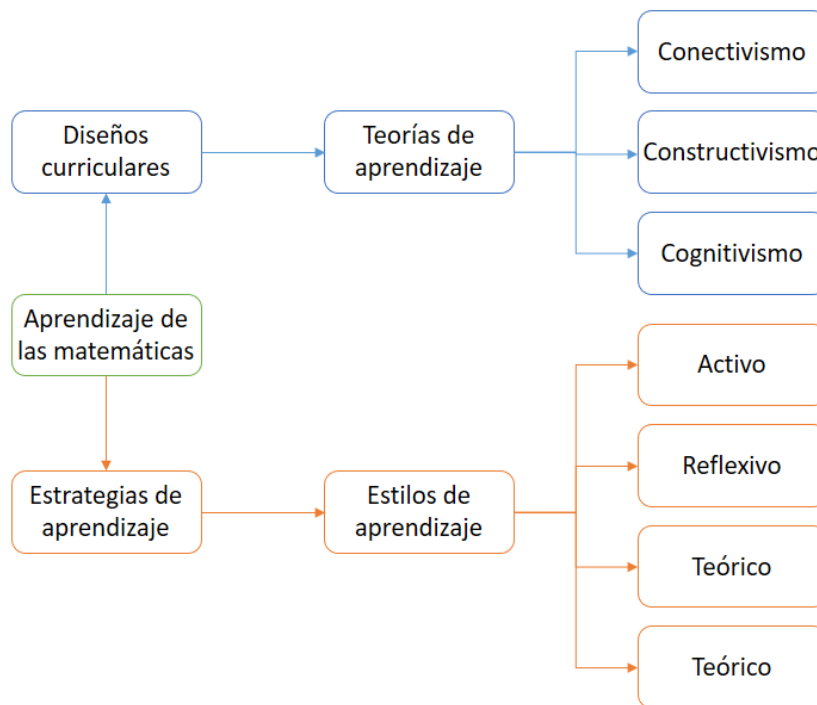 Conectivismo
Diseños
curriculares
Teorías de
aprendizaje
Constructivismo
Cognitivismo
Aprendizaje de
las matemáticas
Activo
Reflexivo
Estrategias de
aprendizaje
Estilos de
aprendizaje
Teórico
Teórico